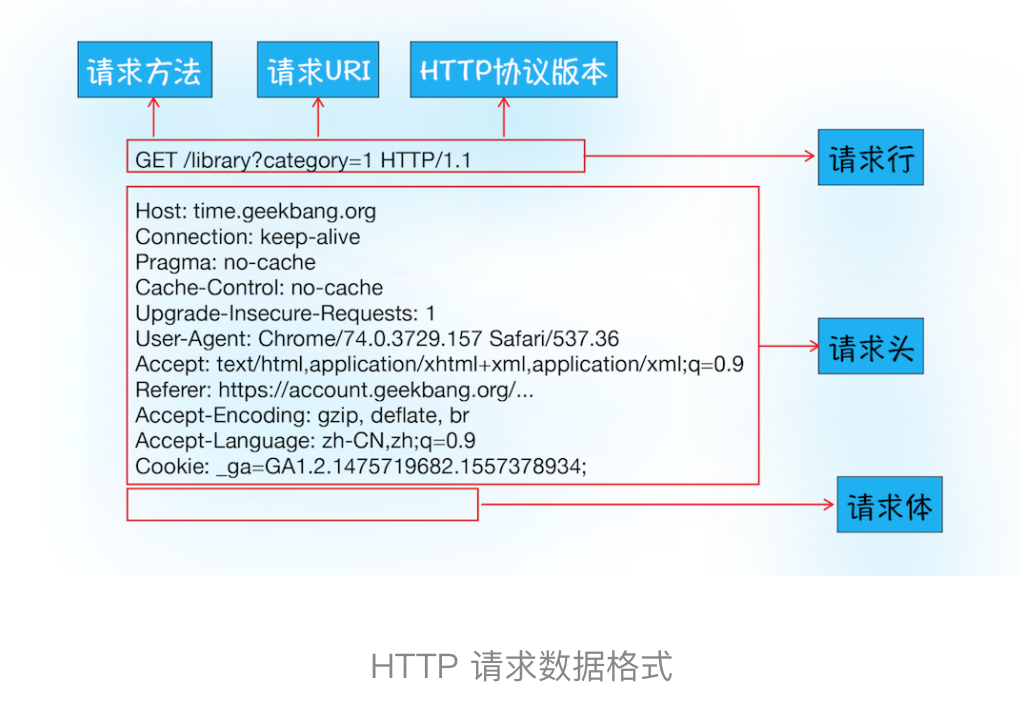 请求方法 请求URI HTTP协议版本
GET /library?category=1 HTTP/1.1
请求行
Host: time.geekbang.org
Connection: keep-alive
Pragma: no-cache
Cache-Control: no-cache
Upgrade-Insecure-Requests: 1
User-Agent: Chrome/74.0.3729.157 Safari/537.36
Accept: text/html,application/xhtml+xml,application/xml;q=0.9
Referer: https://account.geekbang.org/...
Accept-Encoding: gzip, deflate, br
Accept-Language: zh-CN,zh;q=0.9
Cookie: _ga=GA1.2.1475719682.1557378934;
请求头
请求体
HTTP 请求数据格式